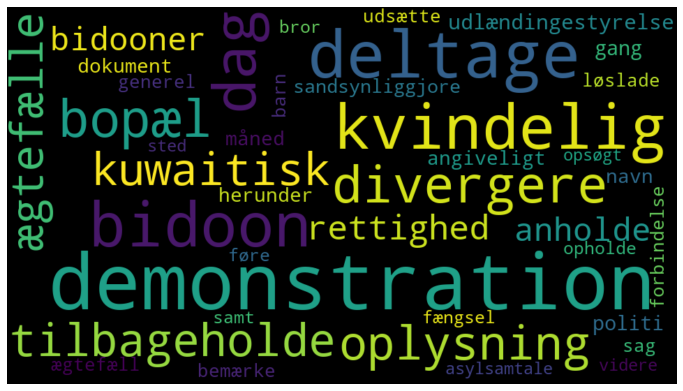 bror
udsætte
udlændingestyrelse
bidooner
dag
deltage
gang
dokument
generel
barn
sandsynliggjore
løslade
ægtefælle
bopæl
kvindelig
måned
sted
kuwaitisk
angiveligt
opsøgt
herunder
divergere
navn
bidoon
rettighed
anholde
forbindelse
føre
opholde
demonstration
samt
fængsel
politi
tilbageholde
oplysning
sag
ægtefæll
bemærke
asylsamtale
videre